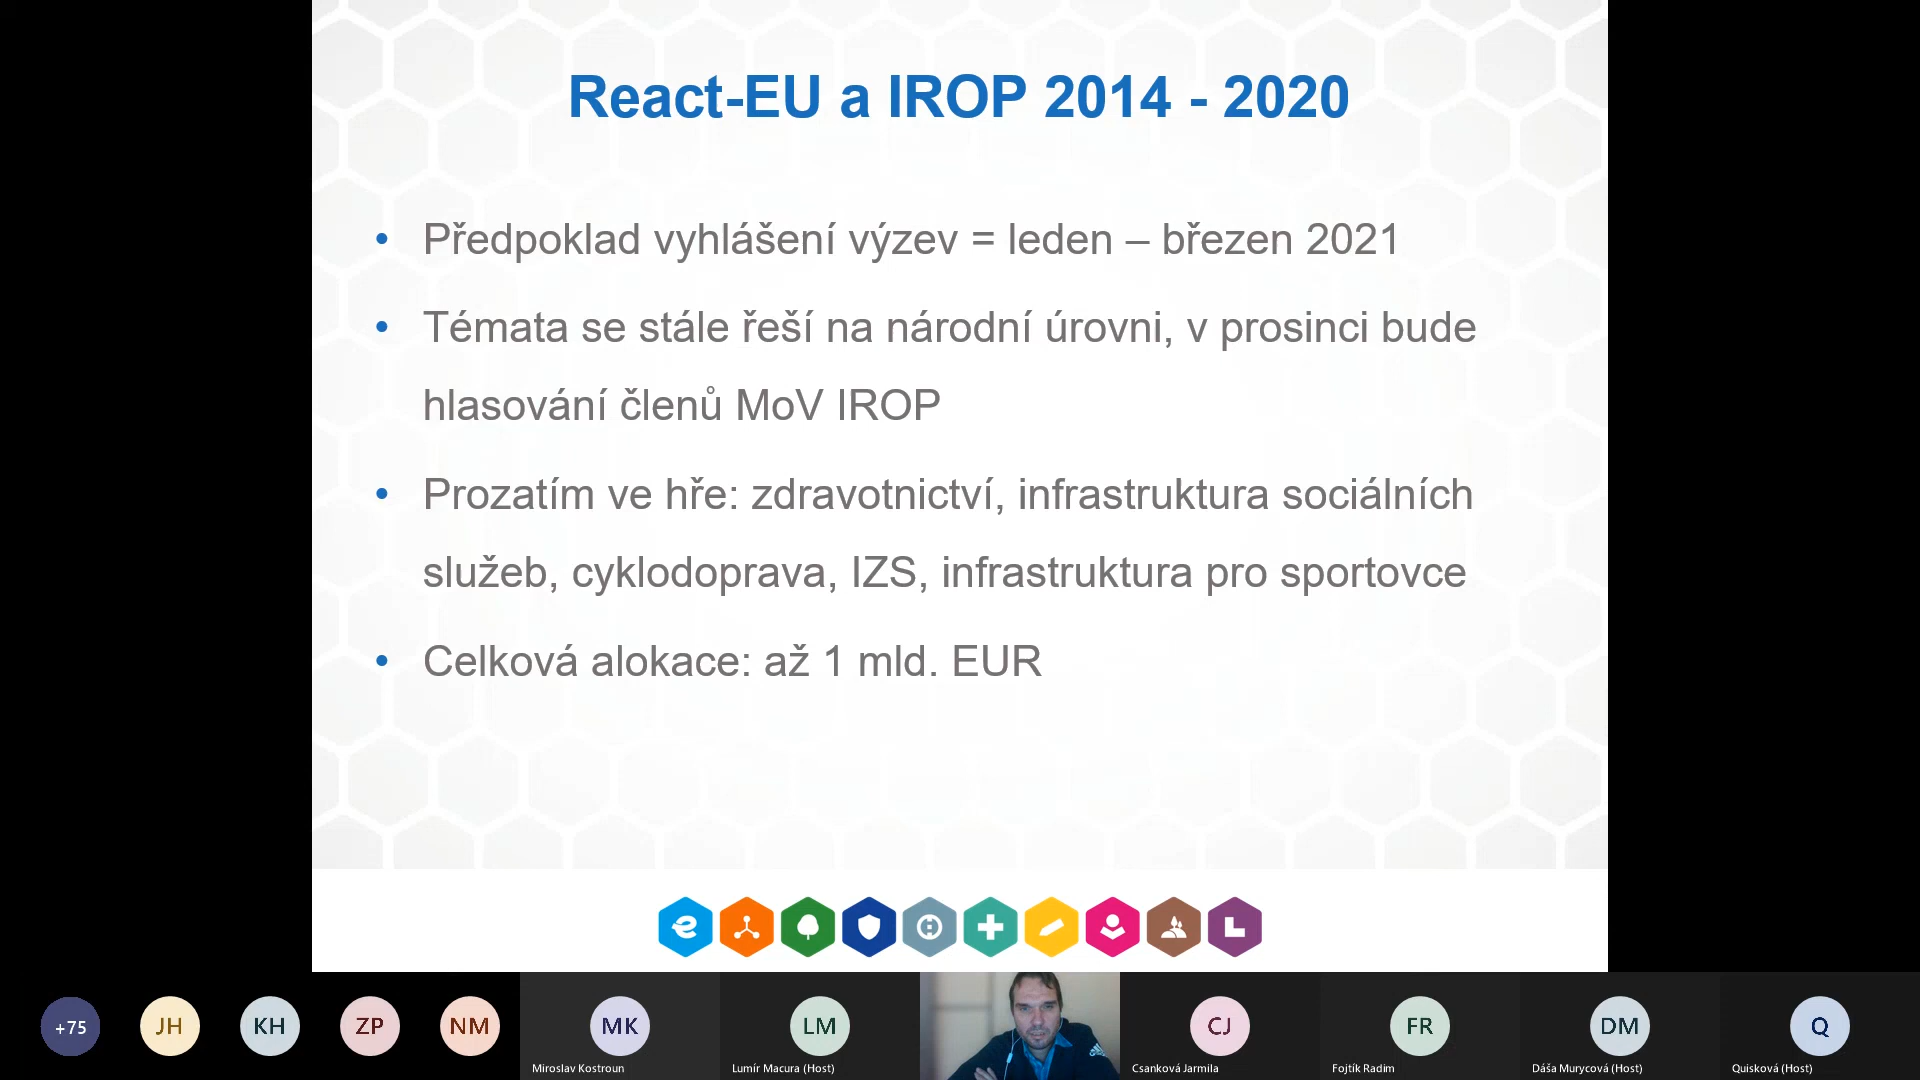 React-EU a IROP 2014 - 2020
• Předpoklad vyhlášení výzev = leden – březen 2021
• Témata se stále řeší na národní úrovni, v prosinci bude
hlasování členů MoV IROP
• Prozatím ve hře: zdravotnictví, infrastruktura sociálních
služeb, cyklodoprava, IZS, infrastruktura pro sportovce
• Celková alokace: až 1 mld. EUR
+75
JH
KH
ZP
NM
MK
LM
CJ
FR
DM
Q
Miroslav Kostroun
Lumír Macura (Host)
Csanková Jarmila
Fojtík Radim
Dáša Murycová (Host)
Quisková (Host)